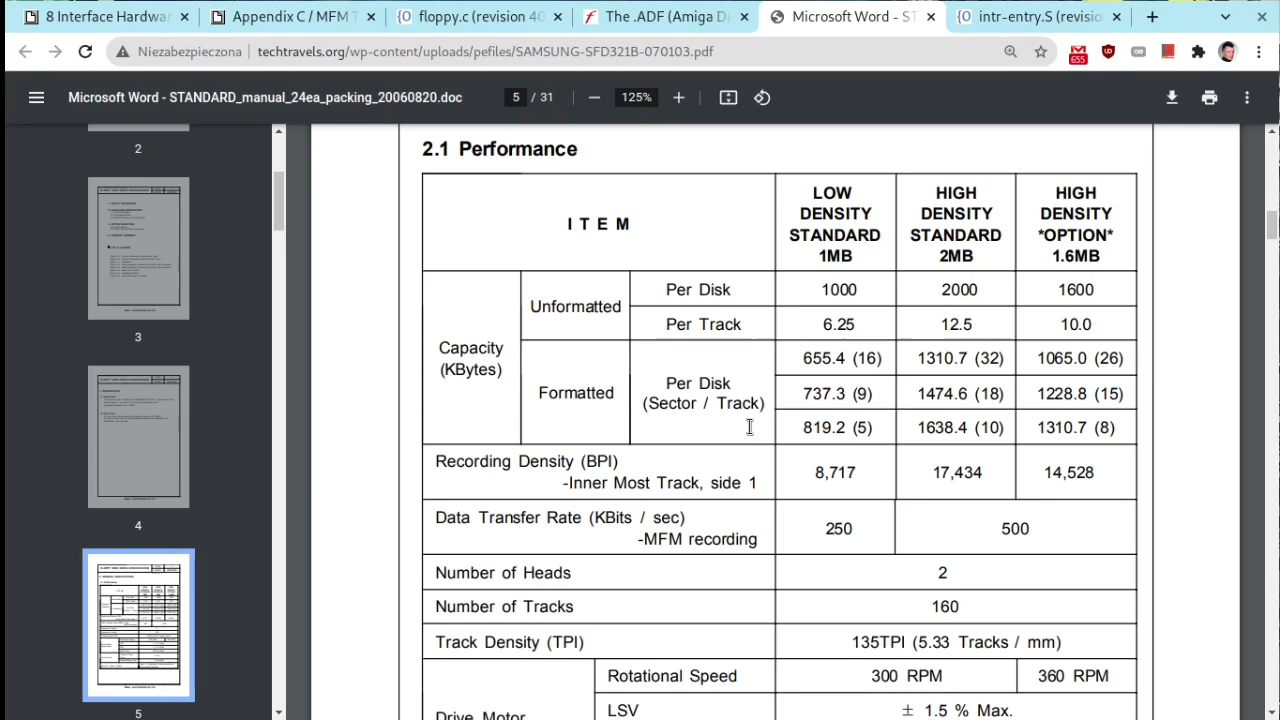 8 Interface Hardwar
Appendix C / MFM T
floppy.c (revision 40
The .ADF (Amiga Di
Microsoft Word - ST
intr-entry.S (revision
Niezabezpieczona
techtravels.org/wp-content/uploads/pefiles/SAMSUNG-SFD321B-070103.pdf
655
Microsoft Word - STANDARD_manual_24ea_packing_20060820.doc
5 / 31
125%
2
3
4
5
2.1 Performance
I T E M
LOW
DENSITY
STANDARD
1MB
HIGH
DENSITY
STANDARD
2MB
HIGH
DENSITY
*OPTION*
1.6MB
Capacity
(KBytes)
Unformatted
Per Disk
1000
2000
1600
Per Track
6.25
12.5
10.0
Formatted
Per Disk
(Sector / Track)
655.4 (16)
1310.7 (32)
1065.0 (26)
737.3 (9)
1474.6 (18)
1228.8 (15)
819.2 (5)
1638.4 (10)
1310.7 (8)
Recording Density (BPI)
-Inner Most Track, side 1
8,717
17,434
14,528
Data Transfer Rate (KBits / sec)
-MFM recording
250
500
Number of Heads
2
Number of Tracks
160
Track Density (TPI)
135TPI (5.33 Tracks / mm)
Drive Motor
Rotational Speed
300 RPM
360 RPM
LSV
± 1.5 % Max.